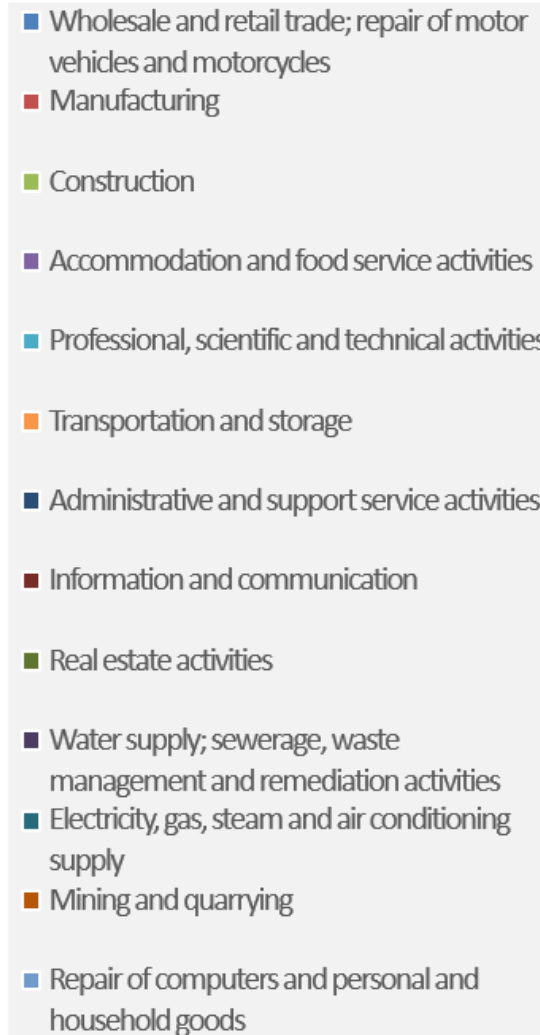 Wholesale and retail trade; repair of motor
vehicles and motorcycles
Manufacturing
Construction
Accommodation and food service activities
Professional, scientific and technical activities
Transportation and storage
Administrative and support service activities
Information and communication
Real estate activities
Water supply; sewerage, waste
management and remediation activities
Electricity, gas, steam and air conditioning
supply
Mining and quarrying
Repair of computers and personal and
household goods